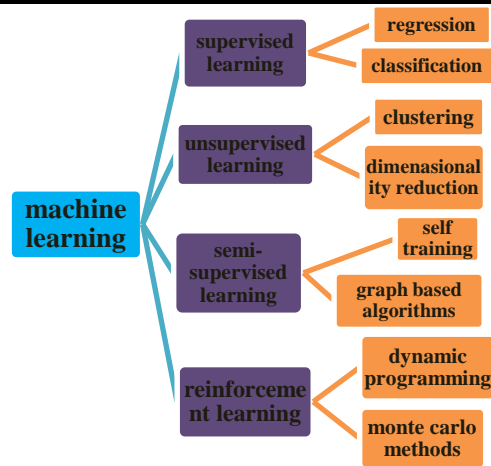 machine
learning
supervised
learning
regression
classification
unsupervised
learning
clustering
dimenasional
ity reduction
semi-
supervised
learning
self
training
graph based
algorithms
reinforceme
nt learning
dynamic
programming
monte carlo
methods